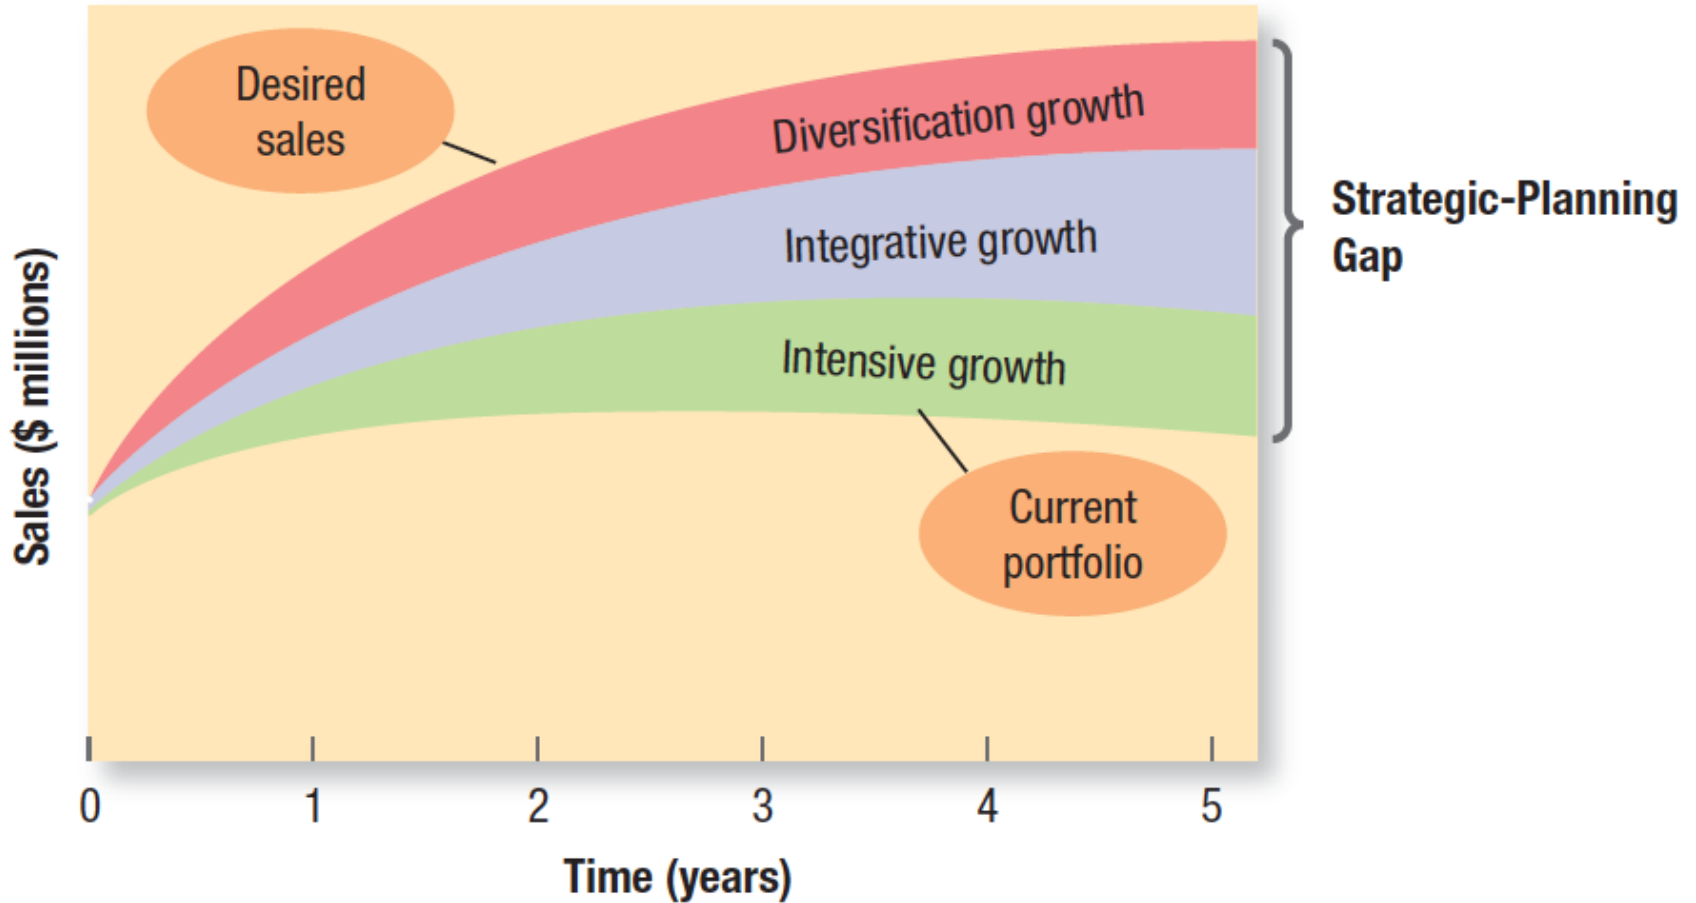 Desired
sales
Diversification growth
Integrative growth
Intensive growth
Current
portfolio
Strategic-Planning
Gap
Sales ($ millions)
0 1 2 3 4 5
Time (years)